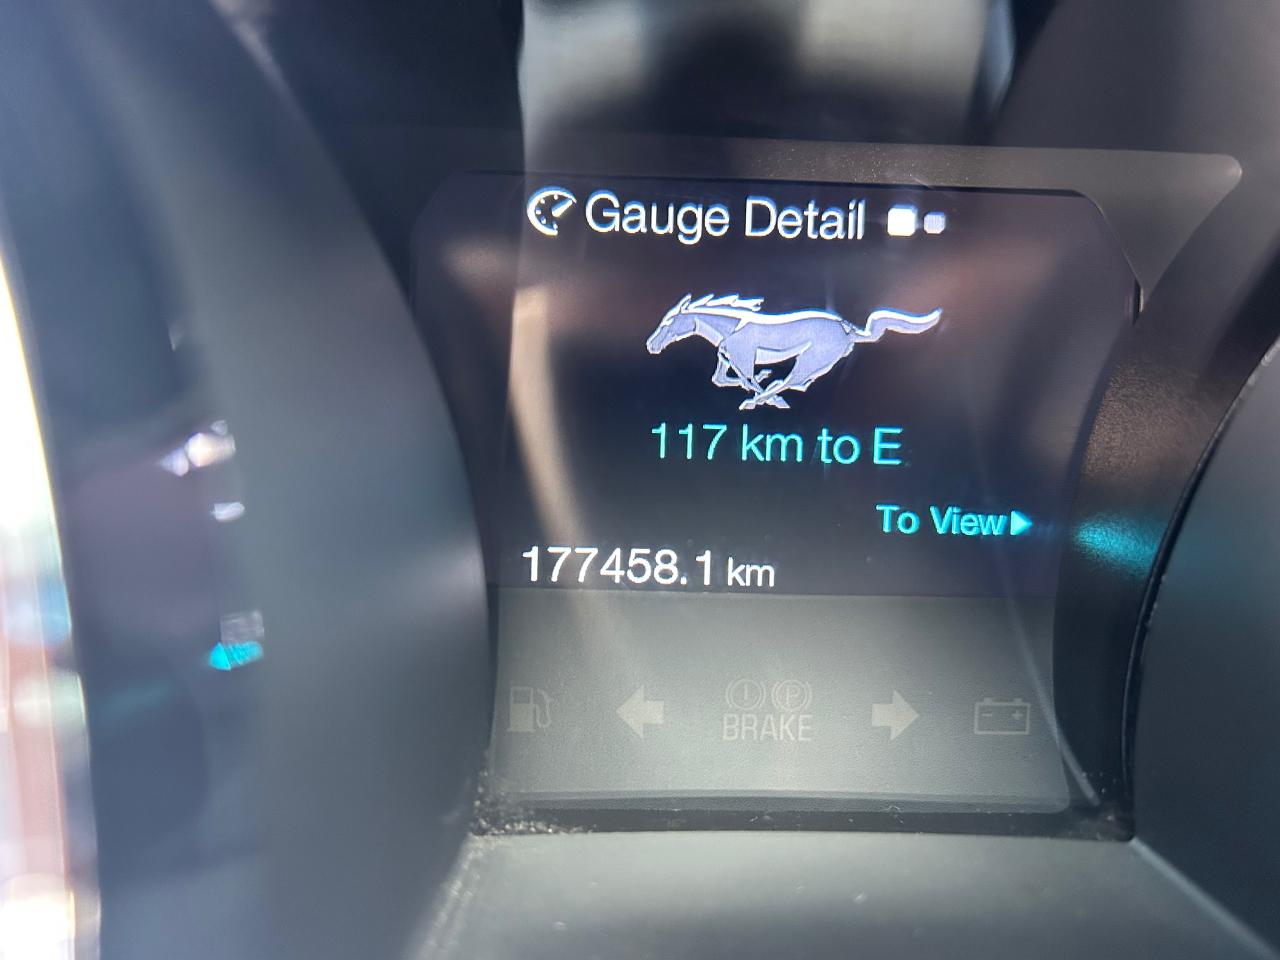 Gauge Detail
117 km to E
To View
177458.1 km
BRAKE